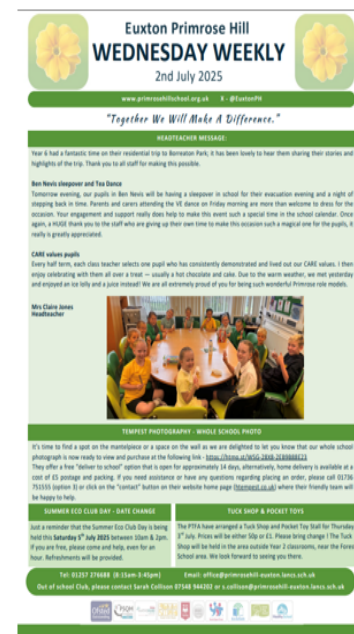 Euxton Primrose Hill
WEDNESDAY WEEKLY
2nd July 2025
www.primrosehillschool.org.uk X - @EuxtonPH
"Together We Will Make A Difference."
HEADTEACHER MESSAGE:
Year 6 had a fantastic time on their residential trip to Borreaton Park; it has been lovely to hear them sharing their stories and
highlights of the trip. Thank you to all staff for making this possible.
Ben Nevis sleepover and Tea Dance
Tomorrow evening, our pupils in Ben Nevis will be having a sleepover in school for their evacuation evening and a night of
stepping back in time. Parents and carers attending the VE dance on Friday morning are more than welcome to dress for the
occasion. Your engagement and support really does help to make this event such a special time in the school calendar. Once
again, a HUGE thank you to the staff who are giving up their own time to make this occasion such a magical one for the pupils, it
really is greatly appreciated.
CARE values pupils
Every half term, each class teacher selects one pupil who has consistently demonstrated and lived out our CARE values. I then
enjoy celebrating with them all over a treat — usually a hot chocolate and cake. Due to the warm weather, we met yesterday
and enjoyed an ice lolly and a juice instead! We are all extremely proud of you for being such wonderful Primrose role models.
Mrs Claire Jones
Headteacher
TEMPEST PHOTOGRAPHY - WHOLE SCHOOL PHOTO
It's time to find a spot on the mantelpiece or a space on the wall as we are delighted to let you know that our whole school
photograph is now ready to view and purchase at the following link -
They offer a free "deliver to school" option that is open for approximately 14 days, alternatively, home delivery is available at a
cost of £5 postage and packing. If you need assistance or have any questions regarding placing an order, please call 01736
751555 (option 3) or click on the "contact" button on their website home page (htempest.co.uk) where their friendly team will
be happy to help.
SUMMER ECO CLUB DAY - DATE CHANGE
Just a reminder that the Summer Eco Club Day is being
held this Saturday 5th July 2025 between 10am & 2pm.
If you are free, please come and help, even for an
hour. Refreshments will be provided.
TUCK SHOP & POCKET TOYS
The PTFA have arranged a Tuck Shop and Pocket Toy Stall for Thursday
3rd July. Prices will be either 50p or £1. Please bring change ! The Tuck
Shop will be held in the area outside Year 2 classrooms, near the Forest
School area. We look forward to seeing you there.
Tel: 01257 276688 (8:15am-3:45pm) Email: office@primrosehill-euxton.lancs.sch.uk
Out of school Club, please contact Sarah Collison 07548 944202 or s.collison@primrosehill-euxton.lancs.sch.uk